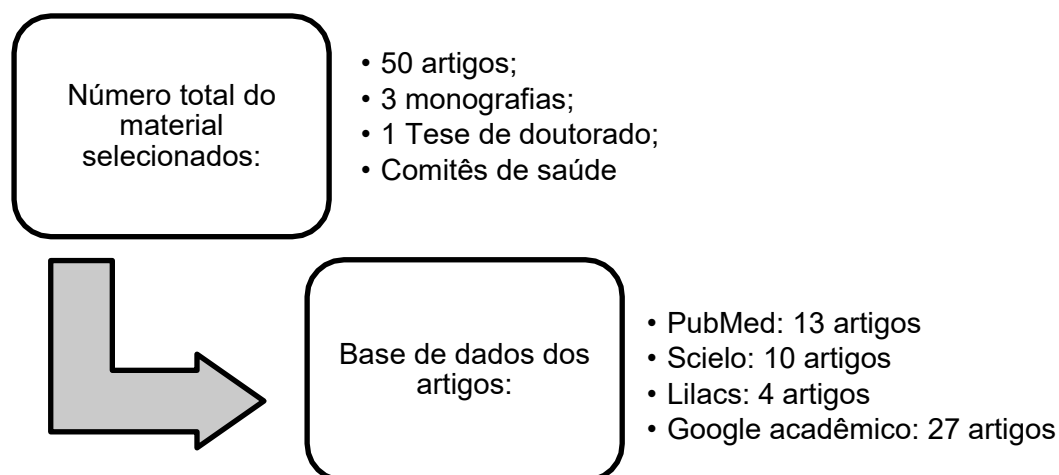 Número total do
material
selecionados:
• 50 artigos;
• 3 monografias;
• 1 Tese de doutorado;
• Comitês de saúde
Base de dados dos
artigos:
• PubMed: 13 artigos
• Scielo: 10 artigos
• Lilacs: 4 artigos
• Google acadêmico: 27 artigos